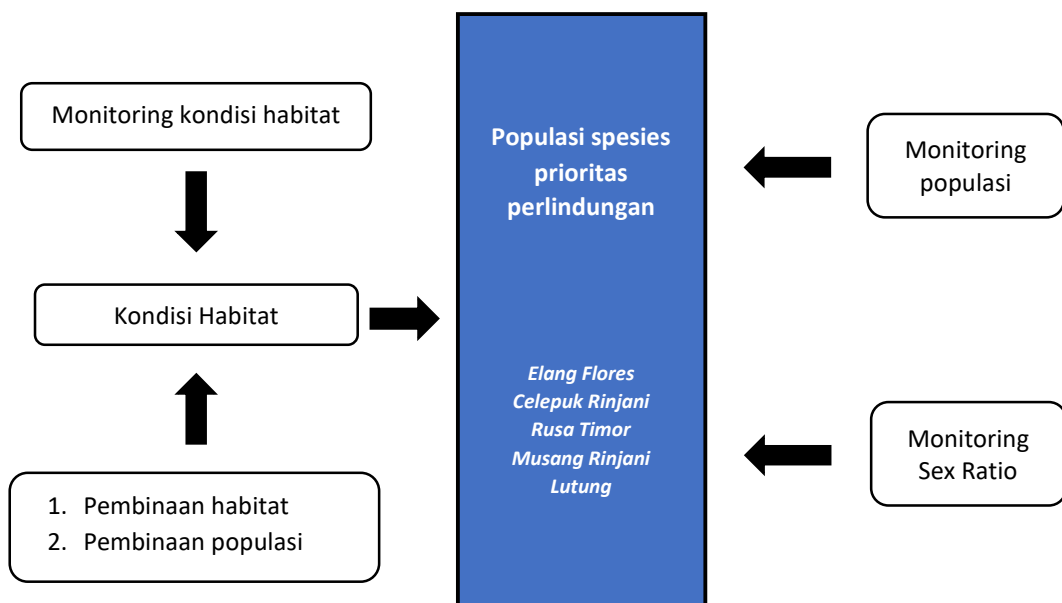 Monitoring kondisi habitat
Kondisi Habitat
1. Pembinaan habitat
2. Pembinaan populasi
Populasi spesies
prioritas
perlindungan
Elang Flores
Celepuk Rinjani
Rusa Timor
Musang Rinjani
Lutung
Monitoring
populasi
Monitoring
Sex Ratio